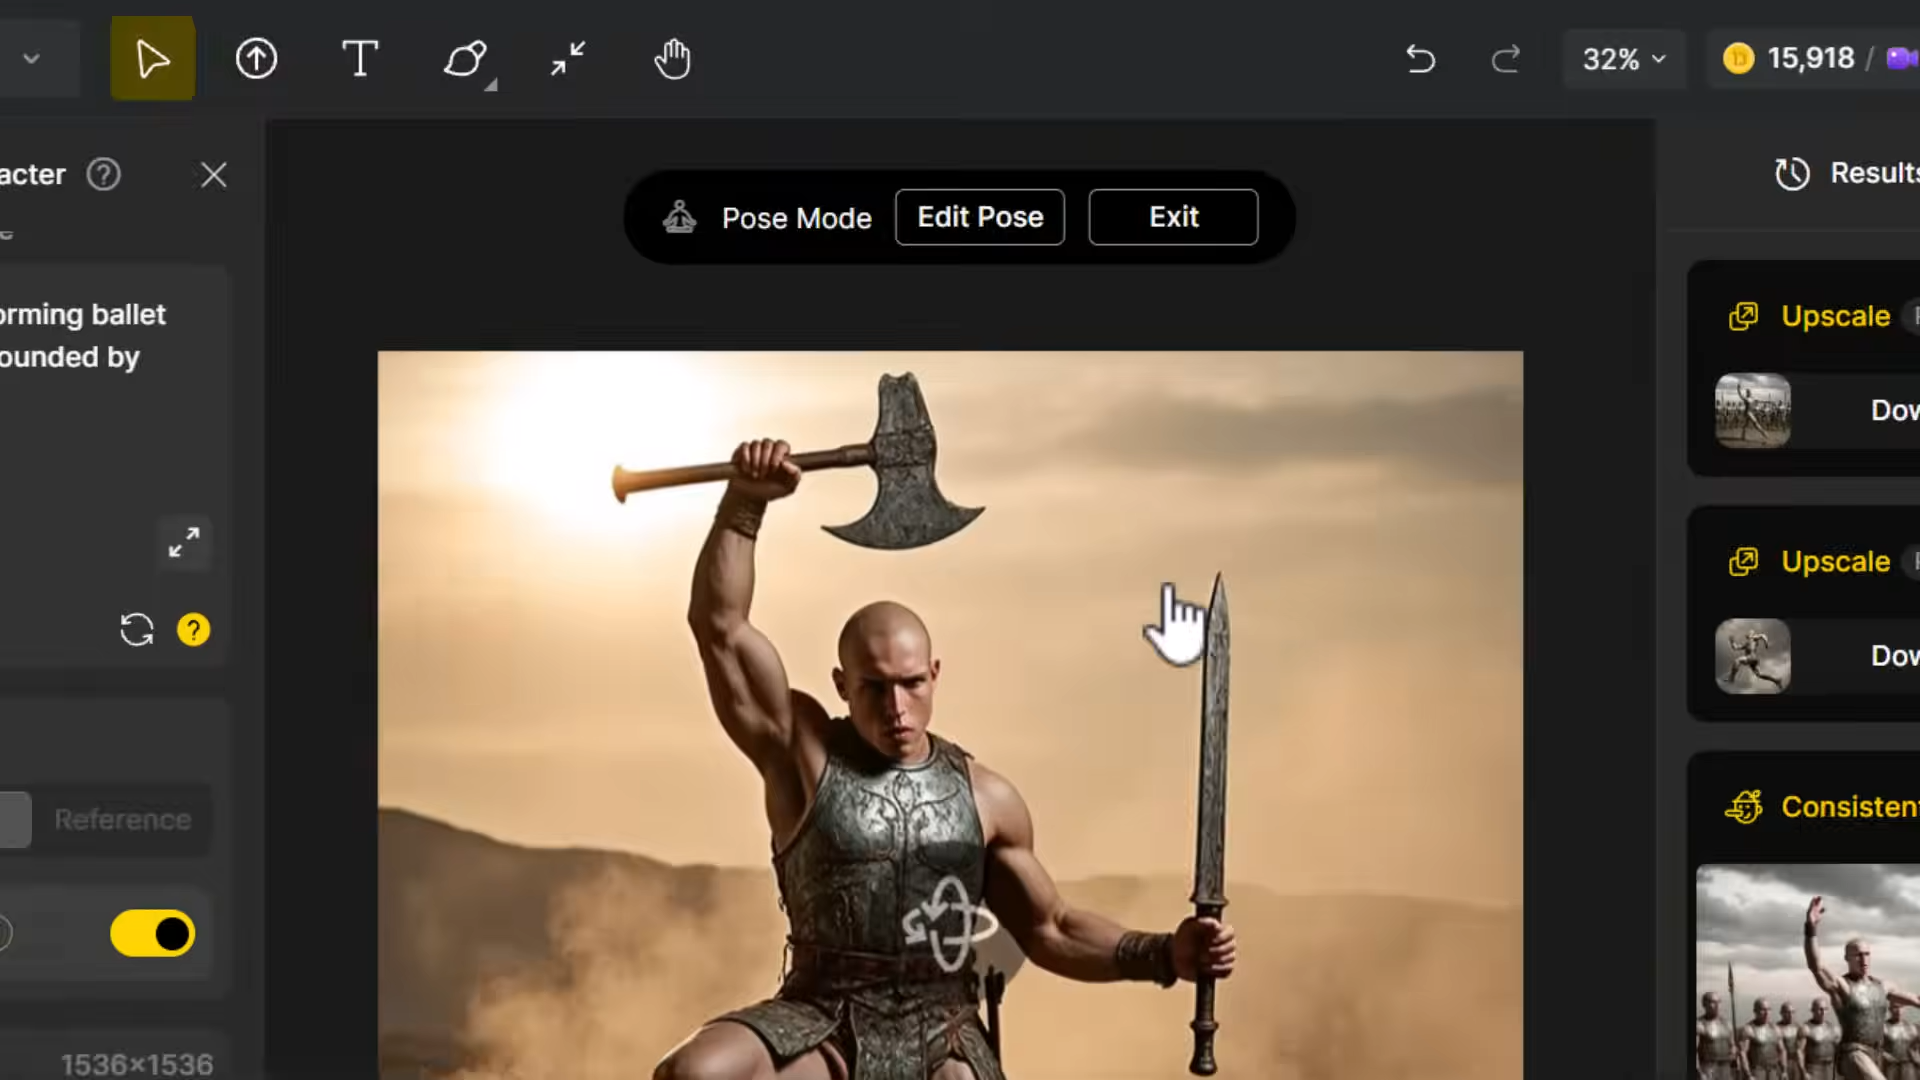 32%
15,918 /
acter
Results
Pose Mode
Edit Pose
Exit
orming ballet
ounded by
Upscale
Dow
Upscale
Dow
Reference
Consistent
1536×1536